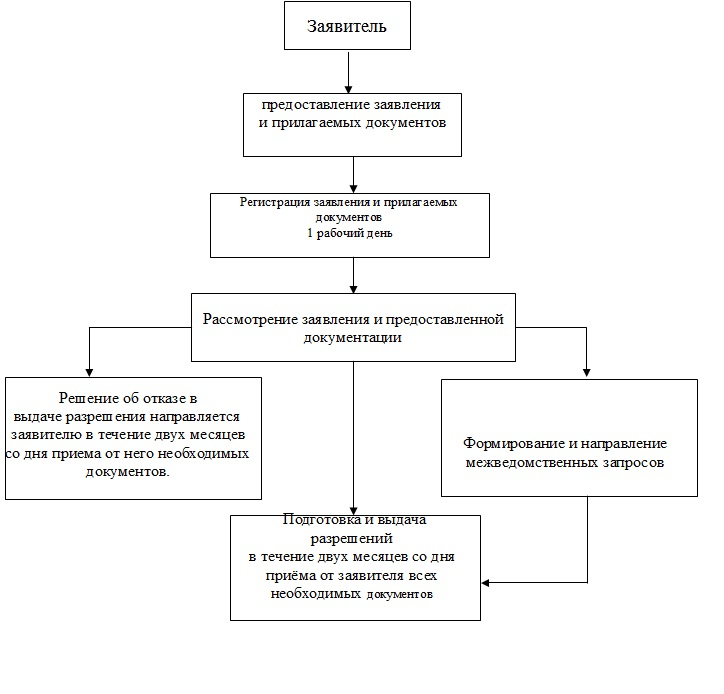 Заявитель
предоставление заявления
и прилагаемых документов
Регистрация заявления и прилагаемых
документов
1 рабочий день
Рассмотрение заявления и предоставленной
документации
Решение об отказе в
выдаче разрешения направляется
заявителю в течение двух месяцев
со дня приема от него необходимых
документов.
Формирование и направление
межведомственных запросов
Подготовка и выдача
разрешений
в течение двух месяцев со дня
приёма от заявителя всех
необходимых документов